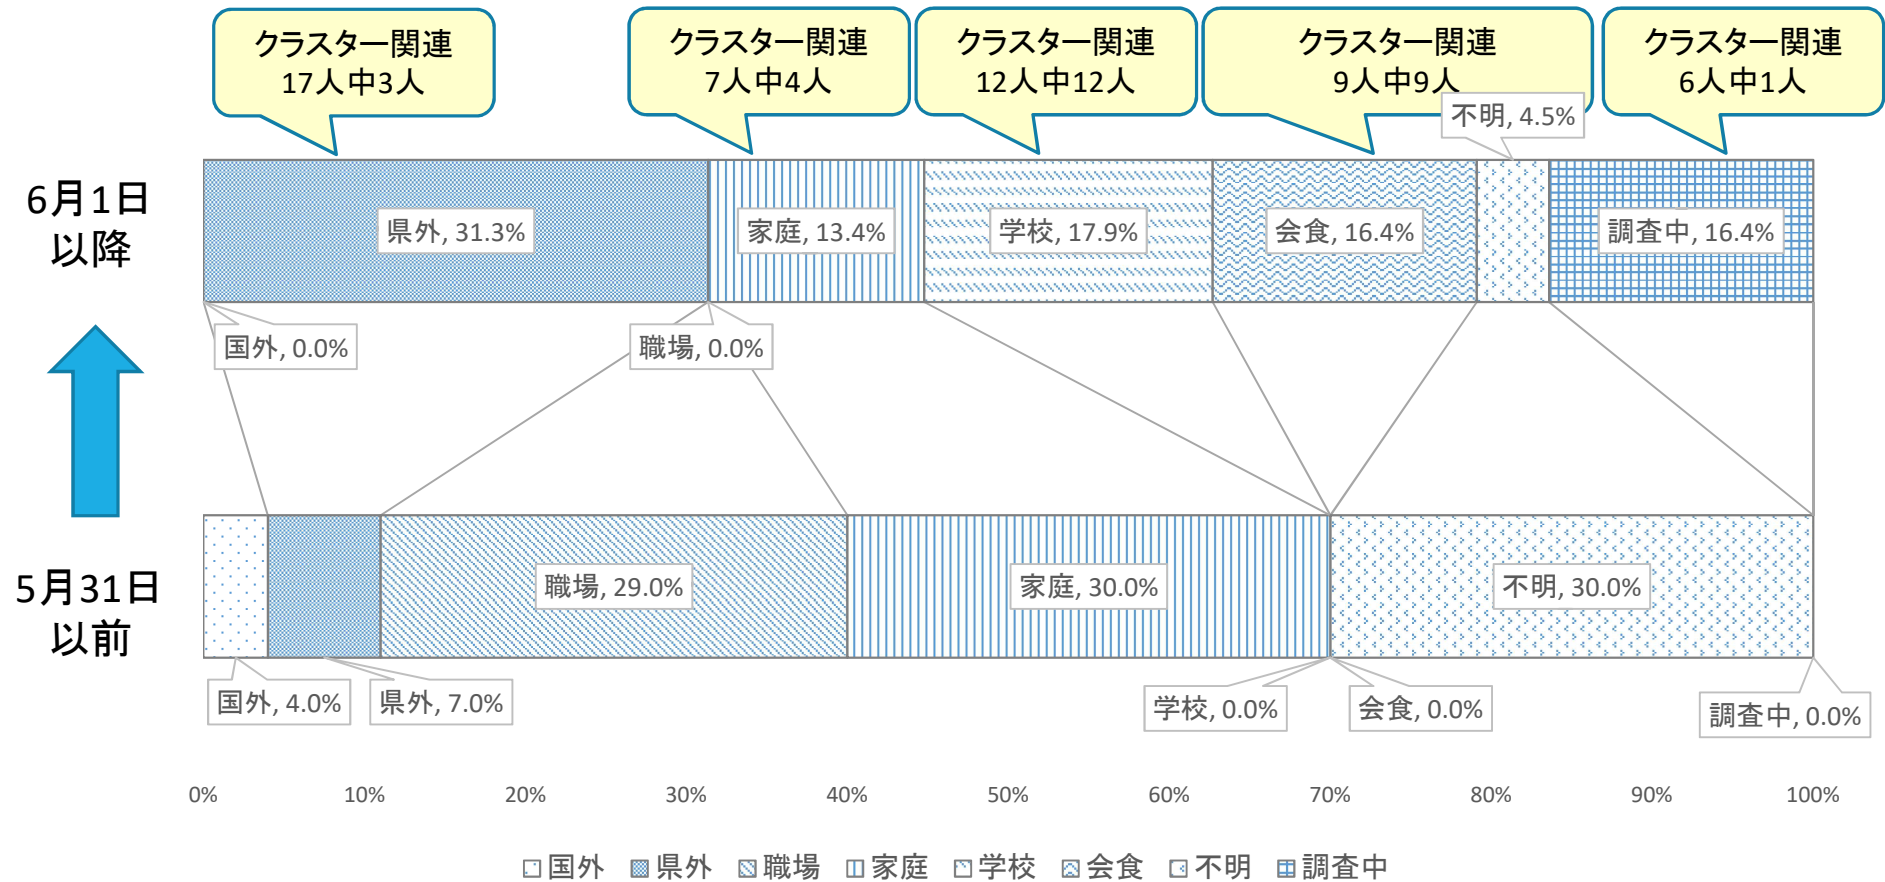 クラスター関連
17人中3人
クラスター関連
7人中4人
クラスター関連
12人中12人
クラスター関連
9人中9人
クラスター関連
6人中1人
不明, 4.5%
6月1日
以降
県外, 31.3%
家庭, 13.4%
学校, 17.9%
会食, 16.4%
調査中, 16.4%
国外, 0.0%
職場, 0.0%
5月31日
以前
職場, 29.0%
家庭, 30.0%
不明, 30.0%
国外, 4.0%
県外, 7.0%
学校, 0.0%
会食, 0.0%
調査中, 0.0%
0% 10% 20% 30% 40% 50% 60% 70% 80% 90% 100%
国外 県外 職場 家庭 学校 会食 不明 調査中